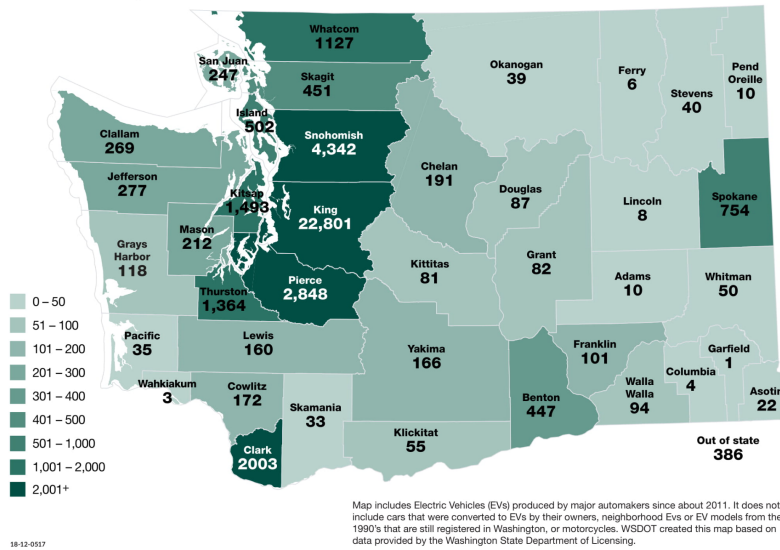 Whatcom
1127
San Juan
247
Skagit
451
Okanogan
39
Ferry
6
Stevens
40
Pend
Oreille
10
Island
502
Clallam
269
Snohomish
4,342
Chelan
191
Jefferson
277
Kitsap
1,493
Douglas
87
Lincoln
8
Spokane
754
King
22,801
Mason
212
Grays
Harbor
118
Kittitas
81
Grant
82
Adams
10
Whitman
50
Pierce
2,848
Thurston
1,364
Pacific
35
Lewis
160
Yakima
166
Franklin
101
Garfield
1
Columbia
4
Asotin
22
Walla
Walla
94
Benton
447
Wahkiakum
3
Cowlitz
172
Skamania
33
Klickitat
55
Clark
2003
Out of state
386
0 – 50
51 – 100
101 – 200
201 – 300
301 – 400
401 – 500
501 – 1,000
1,001 – 2,000
2,001+
Map includes Electric Vehicles (EVs) produced by major automakers since about 2011. It does not
include cars that were converted to EVs by their owners, neighborhood Evs or EV models from the
1990's that are still registered in Washington, or motorcycles. WSDOT created this map based on
data provided by the Washington State Department of Licensing.
18-12-0517